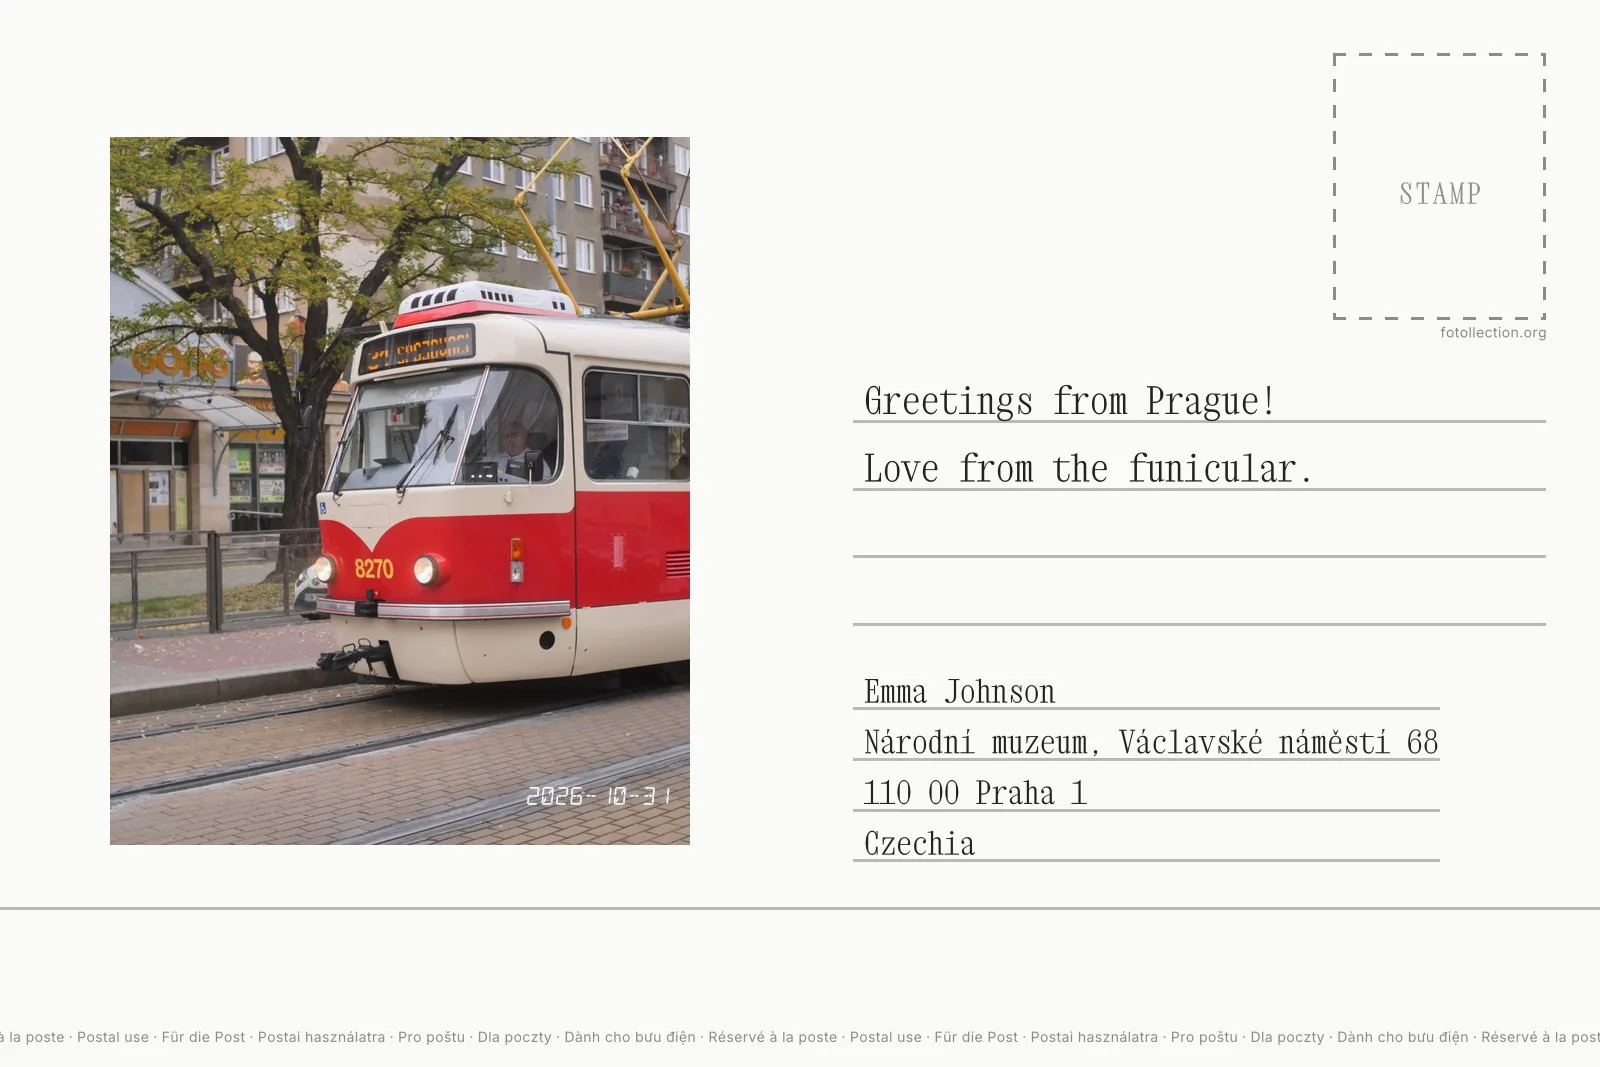 STAMP
fotollection.org
GONG
31 SPOJOVACÍ
8270
2026-10-31
Greetings from Prague!
Love from the funicular.
Emma Johnson
Národní muzeum, Václavské náměstí 68
110 00 Praha 1
Czechia
à la poste · Postal use · Für die Post · Postai használatra · Pro poštu · Dla poczty · Dành cho bưu điện · Réservé à la poste · Postal use · Für die Post · Postai használatra · Pro poštu · Dla poczty · Dành cho bưu điện · Réservé à la post